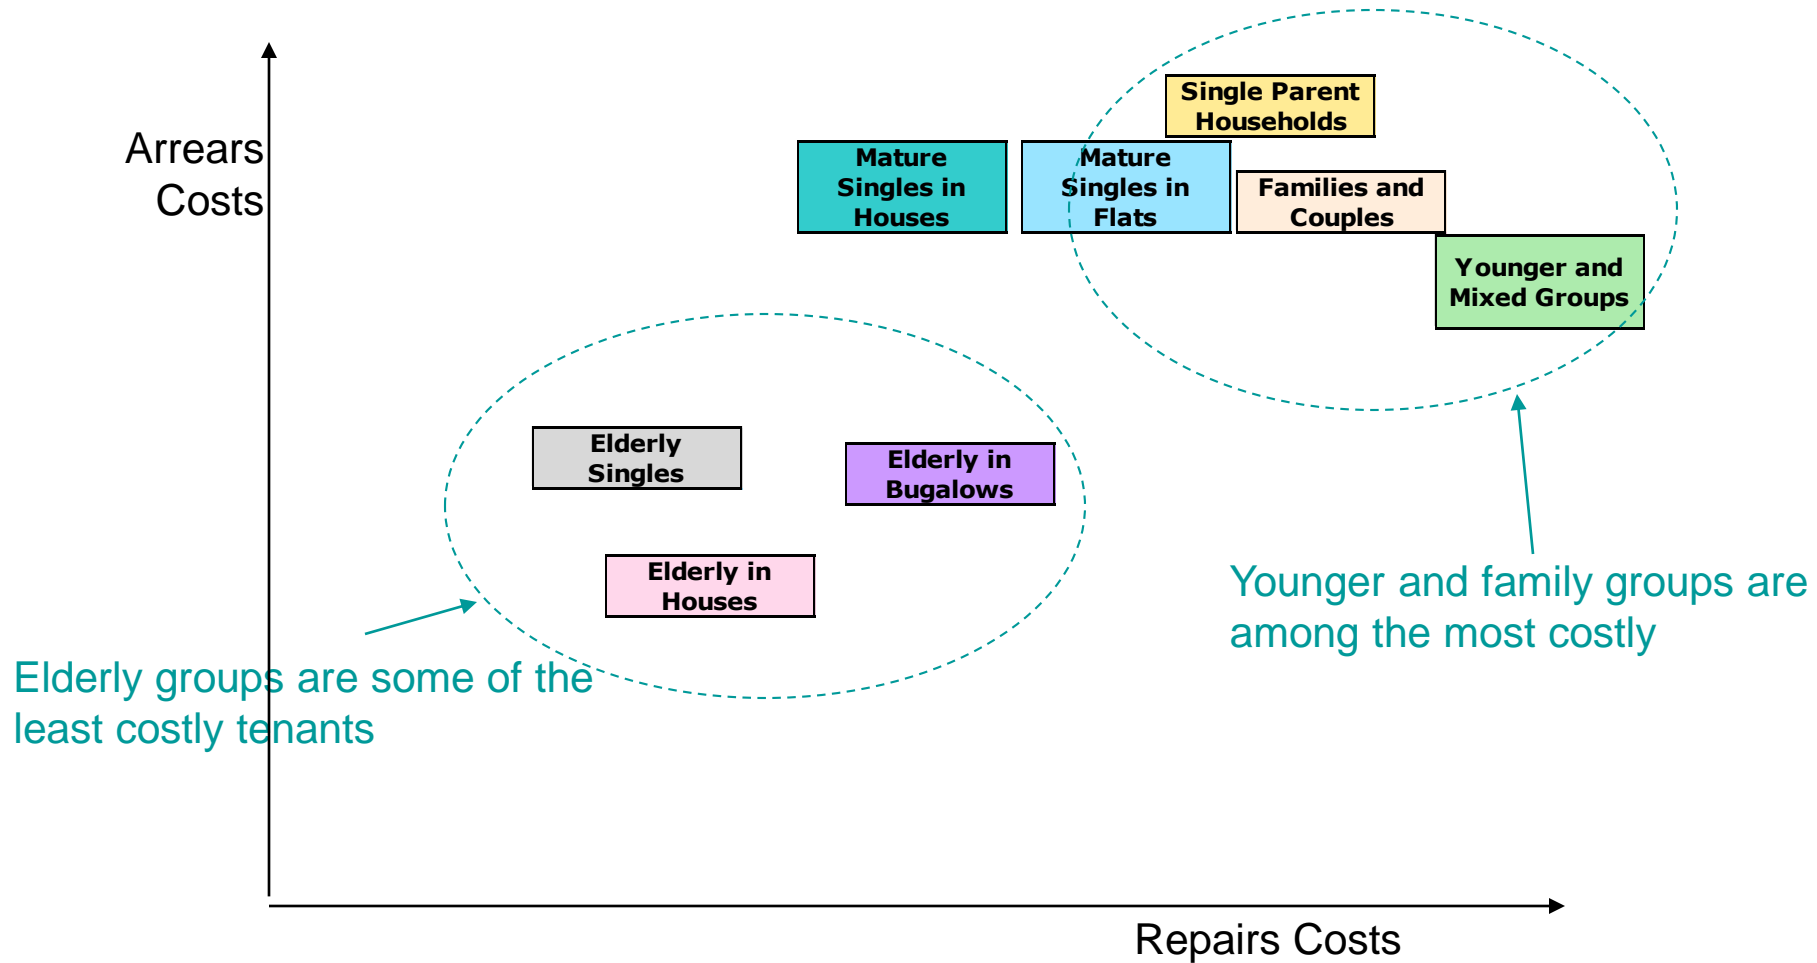 Arrears
Costs
Single Parent
Households
Mature
Singles in
Houses
Mature
Singles in
Flats
Families and
Couples
Younger and
Mixed Groups
Elderly
Singles
Elderly in
Bugalows
Elderly in
Houses
Younger and family groups are
among the most costly
Elderly groups are some of the
least costly tenants
Repairs Costs